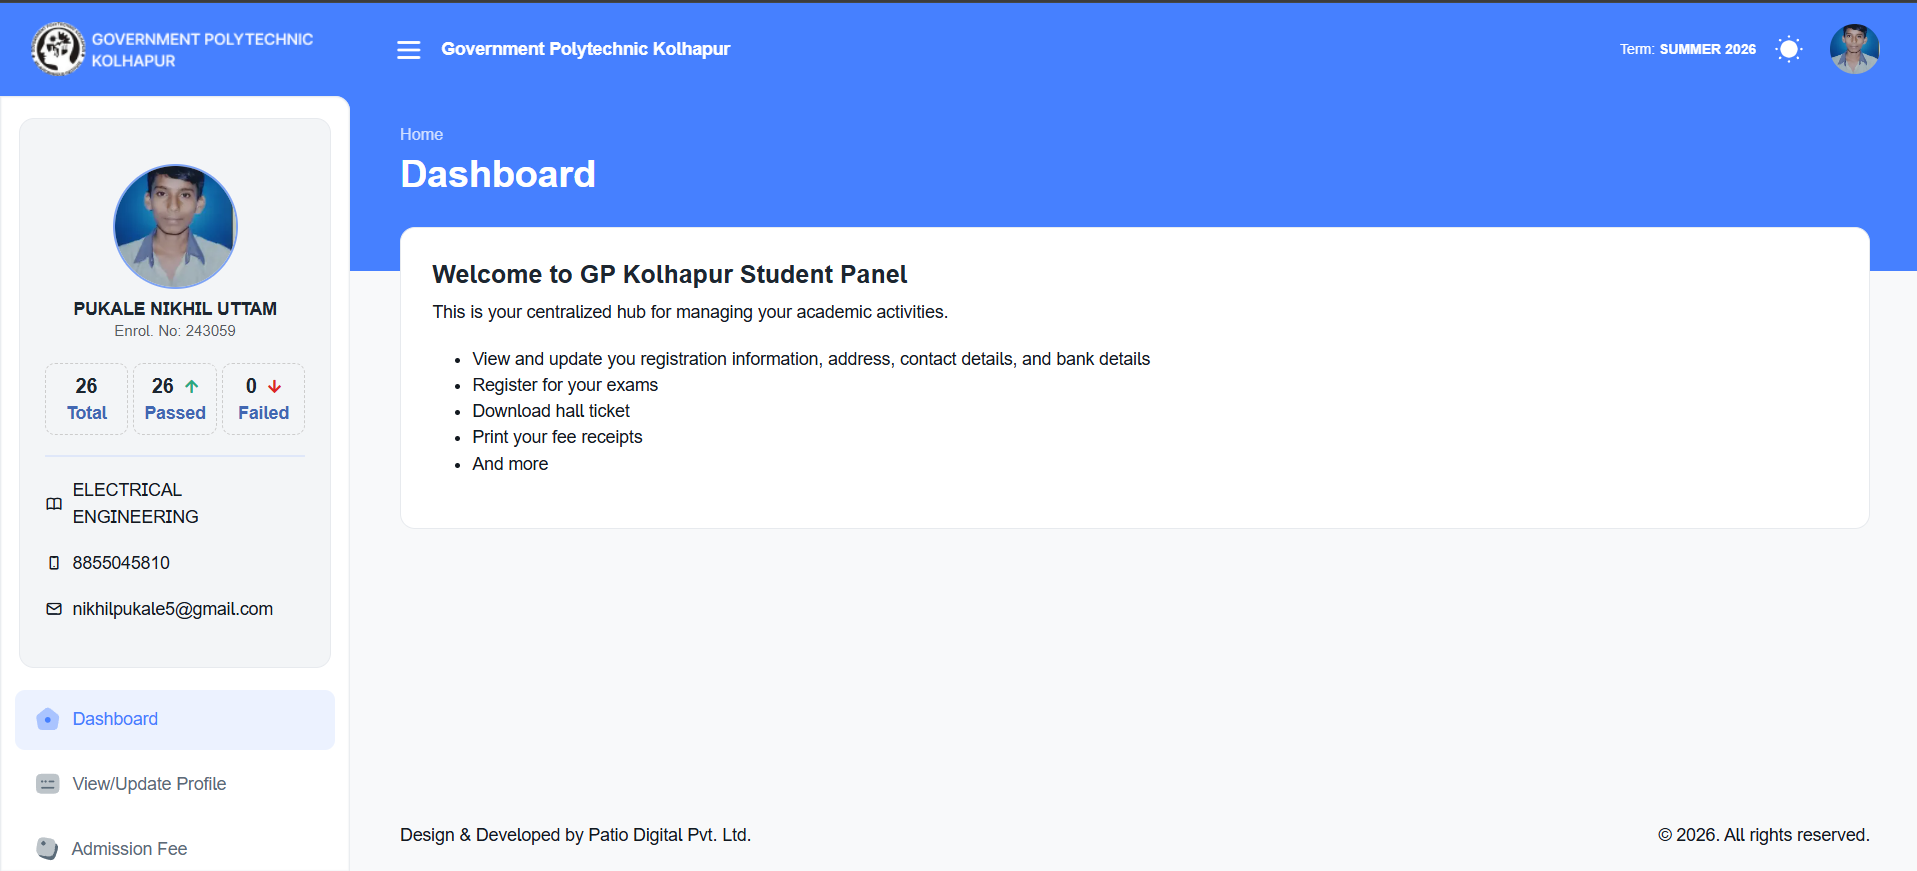 GOVERNMENT POLYTECHNIC
KOLHAPUR
Government Polytechnic Kolhapur
Term: SUMMER 2026
PUKALE NIKHIL UTTAM
Enrol. No: 243059
26
Total
26
Passed
0
Failed
ELECTRICAL
ENGINEERING
8855045810
nikhilpukale5@gmail.com
Dashboard
View/Update Profile
Admission Fee
Home
Dashboard
Welcome to GP Kolhapur Student Panel
This is your centralized hub for managing your academic activities.
• View and update you registration information, address, contact details, and bank details
• Register for your exams
• Download hall ticket
• Print your fee receipts
• And more
Design & Developed by Patio Digital Pvt. Ltd.
© 2026. All rights reserved.